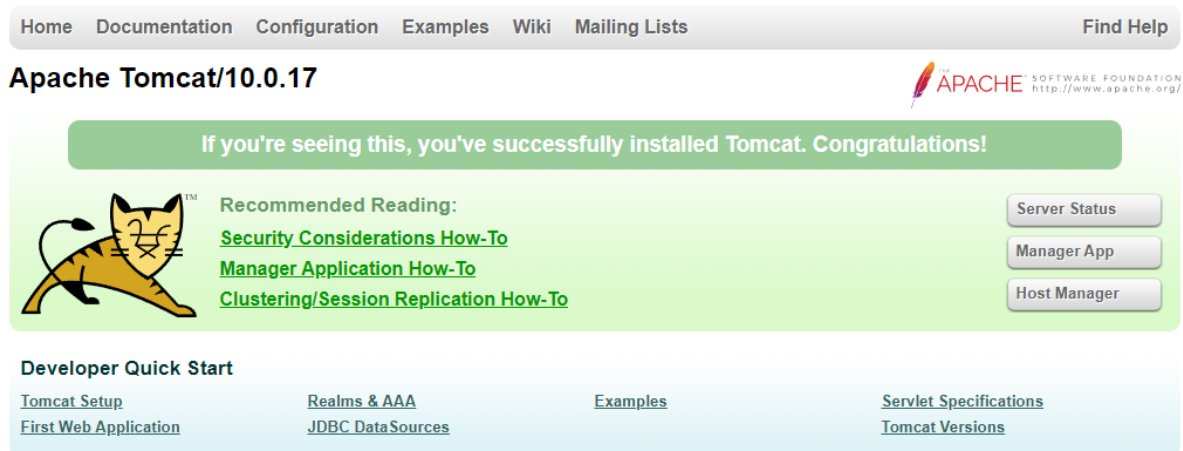 Home Documentation Configuration Examples Wiki Mailing Lists Find Help
Apache Tomcat/10.0.17
THE
APACHE SOFTWARE FOUNDATION
http://www.apache.org/
If you're seeing this, you've successfully installed Tomcat. Congratulations!
TM
Recommended Reading:
Security Considerations How-To
Manager Application How-To
Clustering/Session Replication How-To
Server Status
Manager App
Host Manager
Developer Quick Start
Tomcat Setup
First Web Application
Realms & AAA
JDBC DataSources
Examples
Servlet Specifications
Tomcat Versions